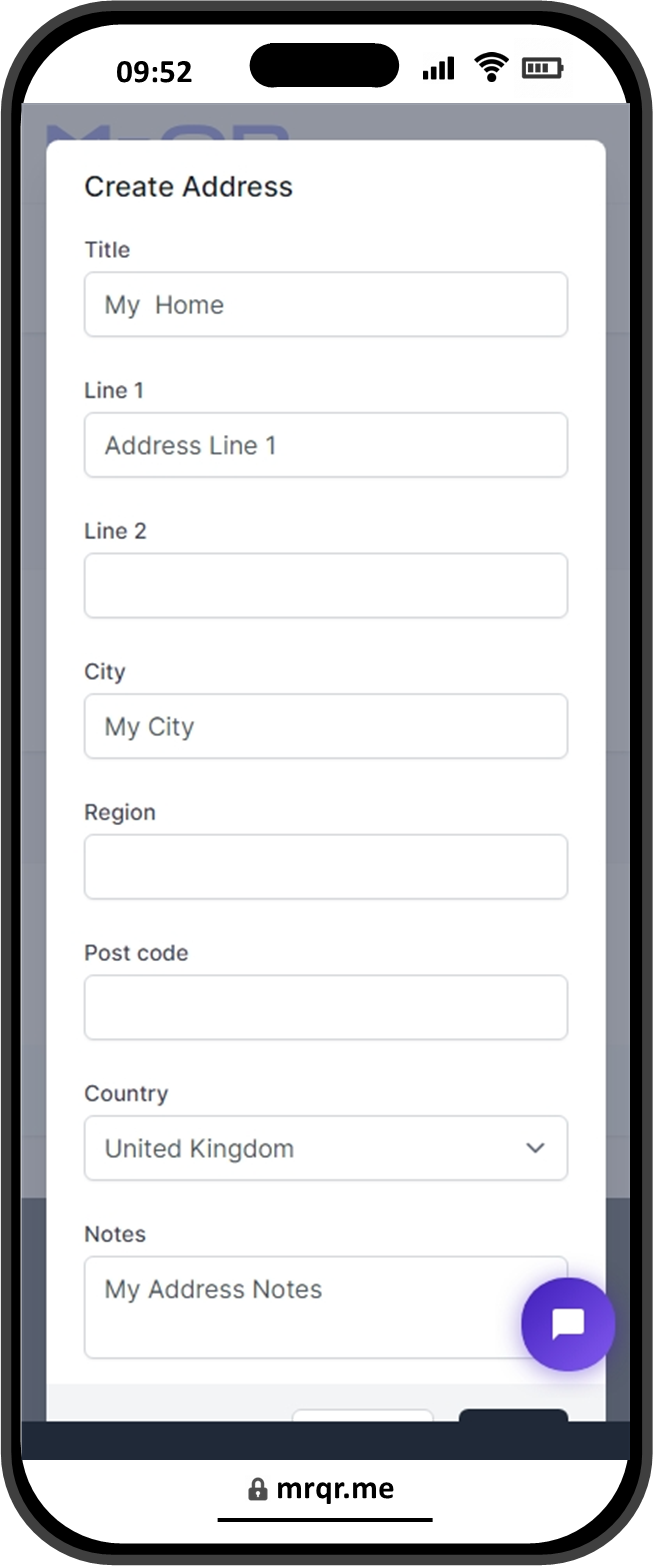 09:52
Create Address
Title
My Home
Line 1
Address Line 1
Line 2
City
My City
Region
Post code
Country
United Kingdom
Notes
My Address Notes
mrqr.me